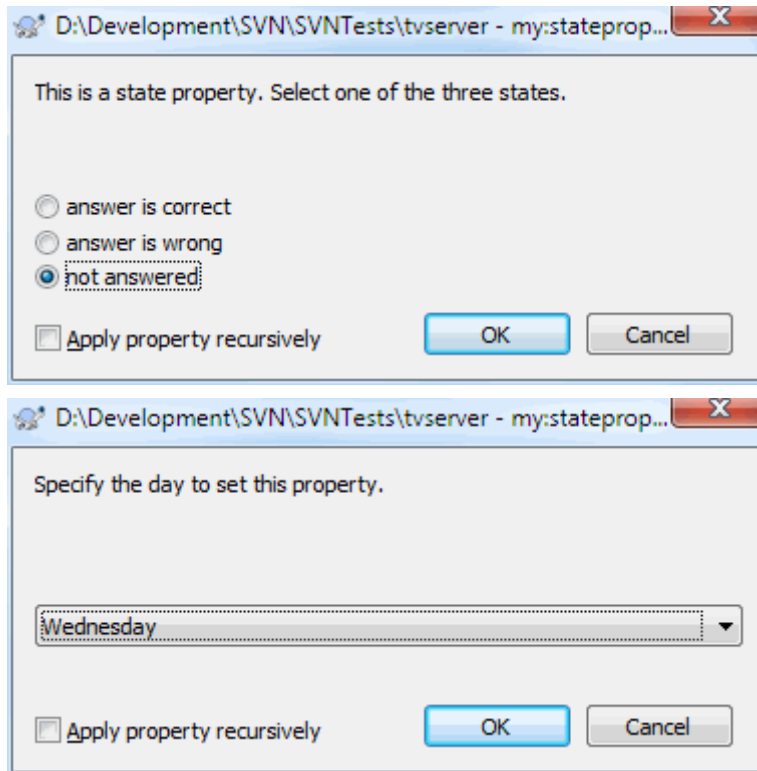 D:\Development\SVN\SVNTests\tvserver - my:stateprop...
This is a state property. Select one of the three states.
answer is correct
answer is wrong
not answered
Apply property recursively OK Cancel
D:\Development\SVN\SVNTests\tvserver - my:stateprop...
Specify the day to set this property.
Wednesday
Apply property recursively OK Cancel